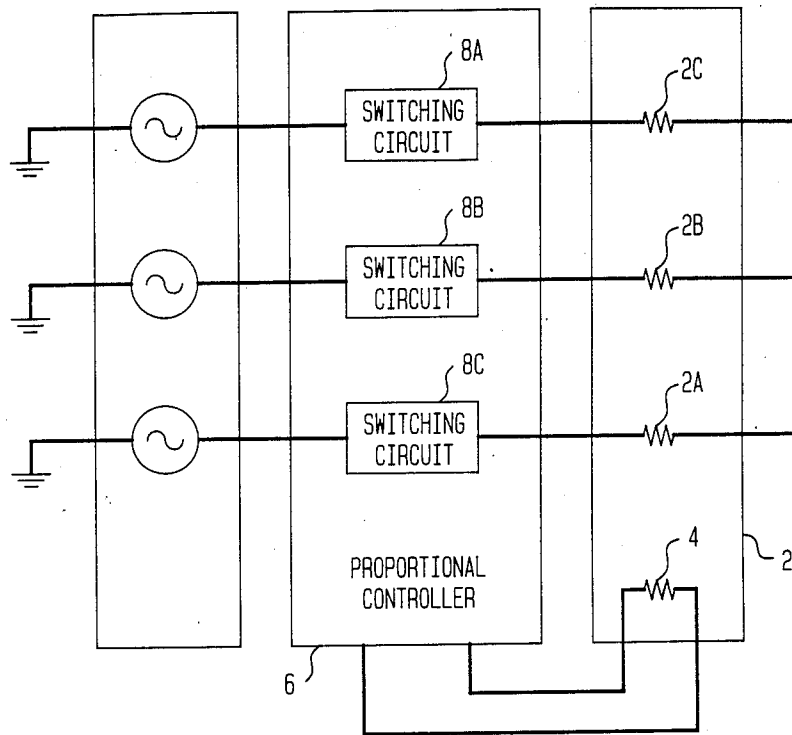 8A
SWITCHING
CIRCUIT
2C
8B
SWITCHING
CIRCUIT
2B
8C
SWITCHING
CIRCUIT
2A
4
2
PROPORTIONAL
CONTROLLER
6